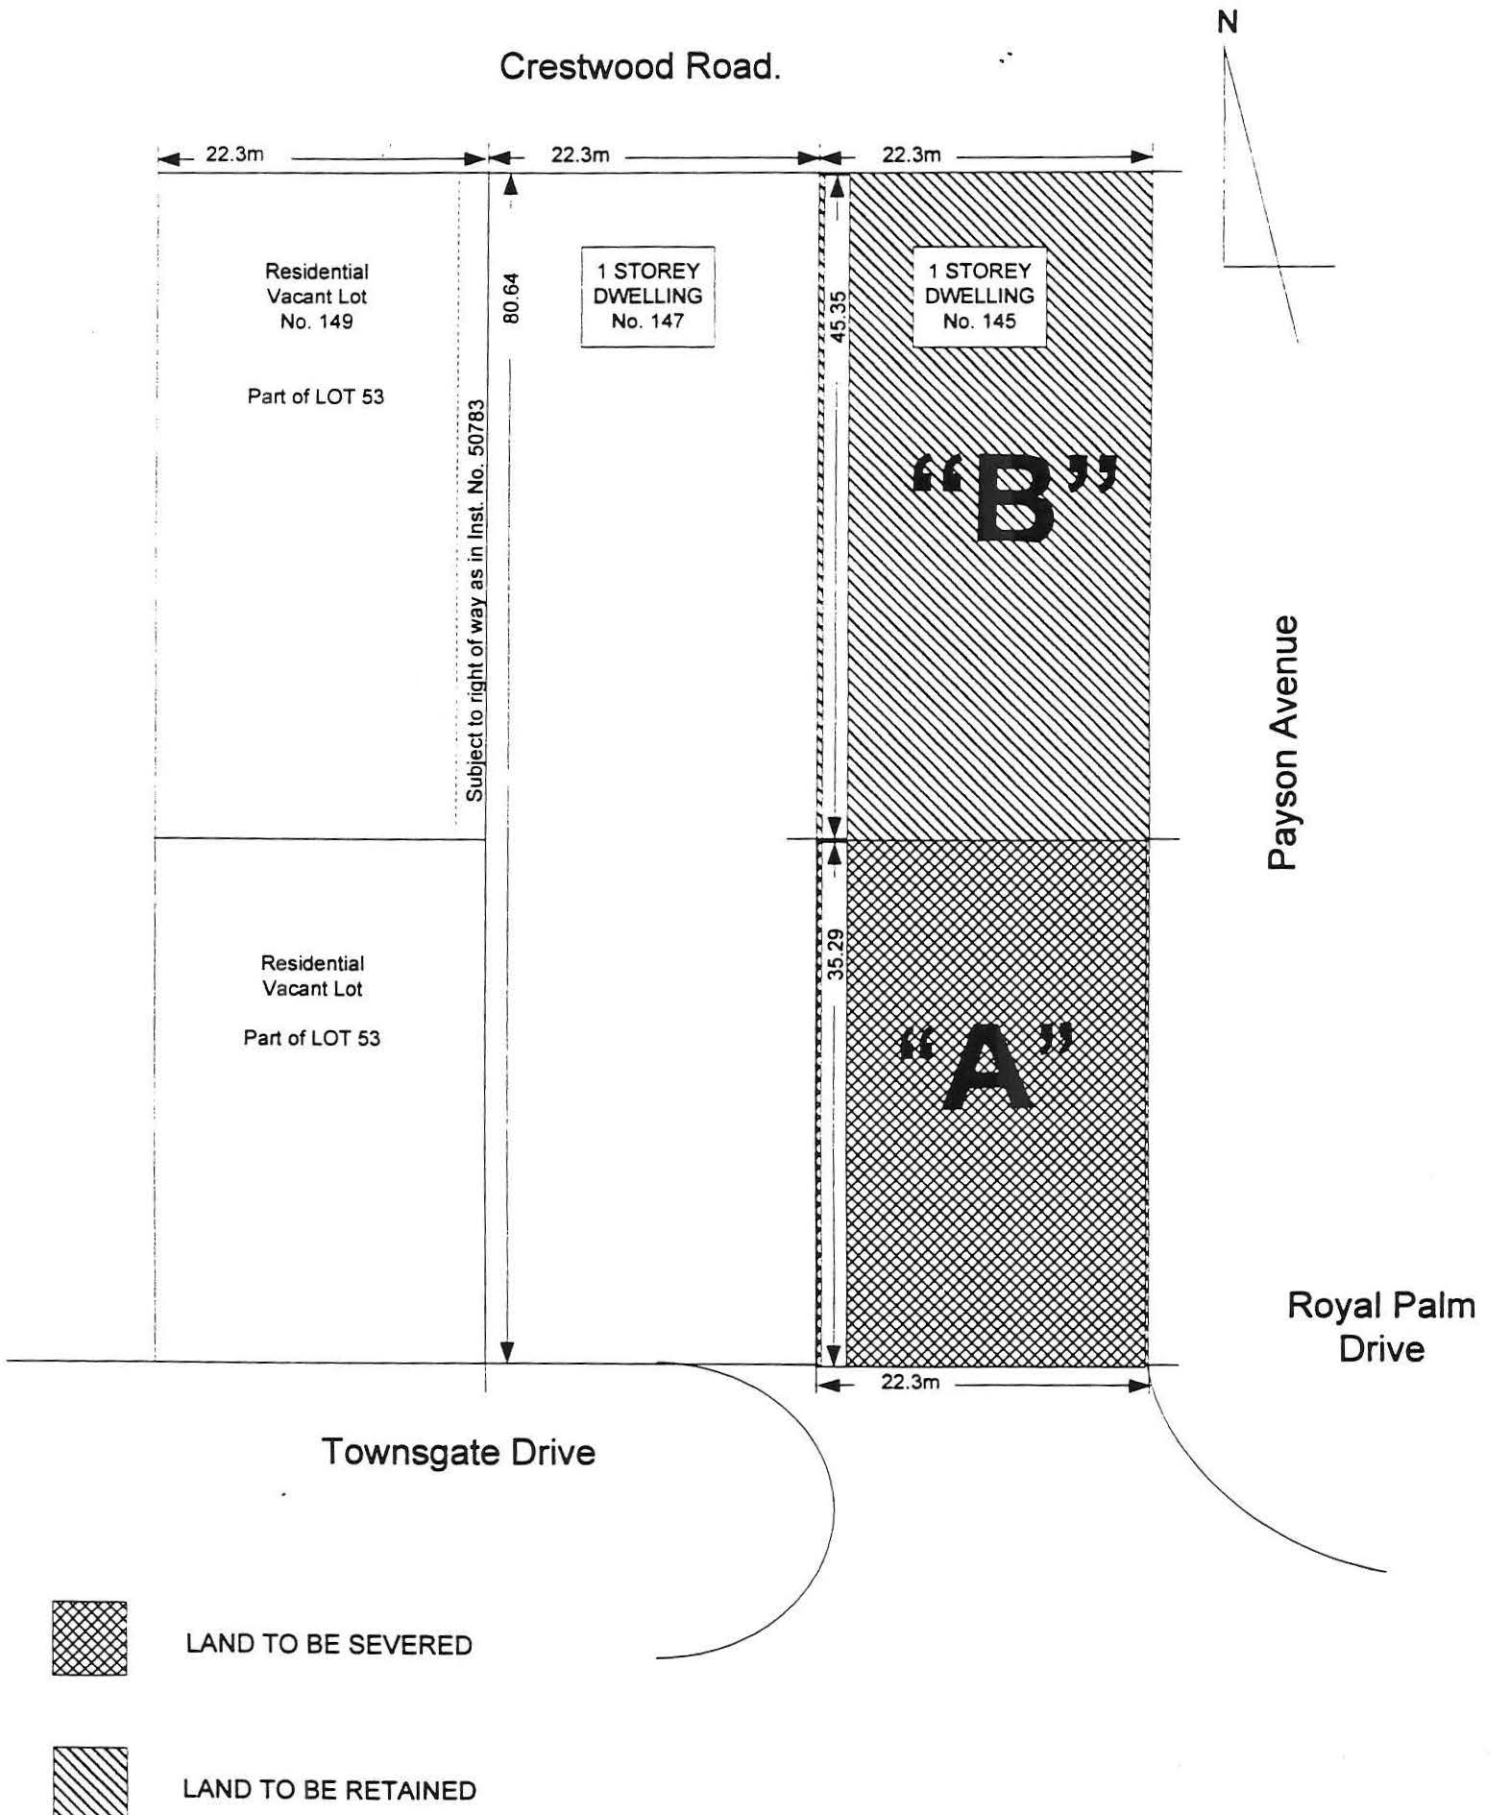 N
Crestwood Road.
22.3m
22.3m
22.3m
Residential
Vacant Lot
No. 149
Part of LOT 53
Subject to right of way as in Inst. No. 50783
80.64
1 STOREY
DWELLING
No. 147
45.35
1 STOREY
DWELLING
No. 145
“B”
Payson Avenue
Residential
Vacant Lot
Part of LOT 53
35.29
“A”
Royal Palm
Drive
22.3m
Townsgate Drive
LAND TO BE SEVERED
LAND TO BE RETAINED